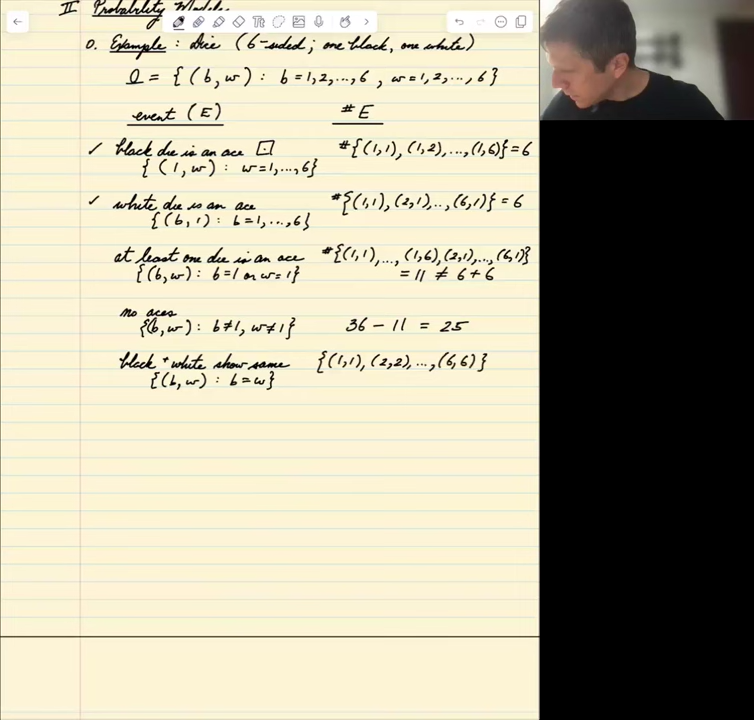 II Probability Models
0. Example: Dice (6-sided; one black, one white)
Ω = { (b, w) : b = 1,2,...,6 , w = 1,2,...,6 }
event (E) #E
✓ black die is an ace ⚀ #{(1,1), (1,2), ...,(1,6)} = 6
{ (1, w) : w = 1,...,6}
✓ white die is an ace #{(1,1), (2,1),..,(6,1)} = 6
{(b,1) : b = 1,...,6}
at least one die is an ace #{(1,1),..., (1,6),(2,1),...,(6,1)}
{(b,w) : b=1 or w=1} = 11 ≠ 6+6
no aces
{(b,w) : b≠1, w≠1} 36 - 11 = 25
black + white show same {(1,1), (2,2), ..., (6,6)}
{(b,w) : b = w}